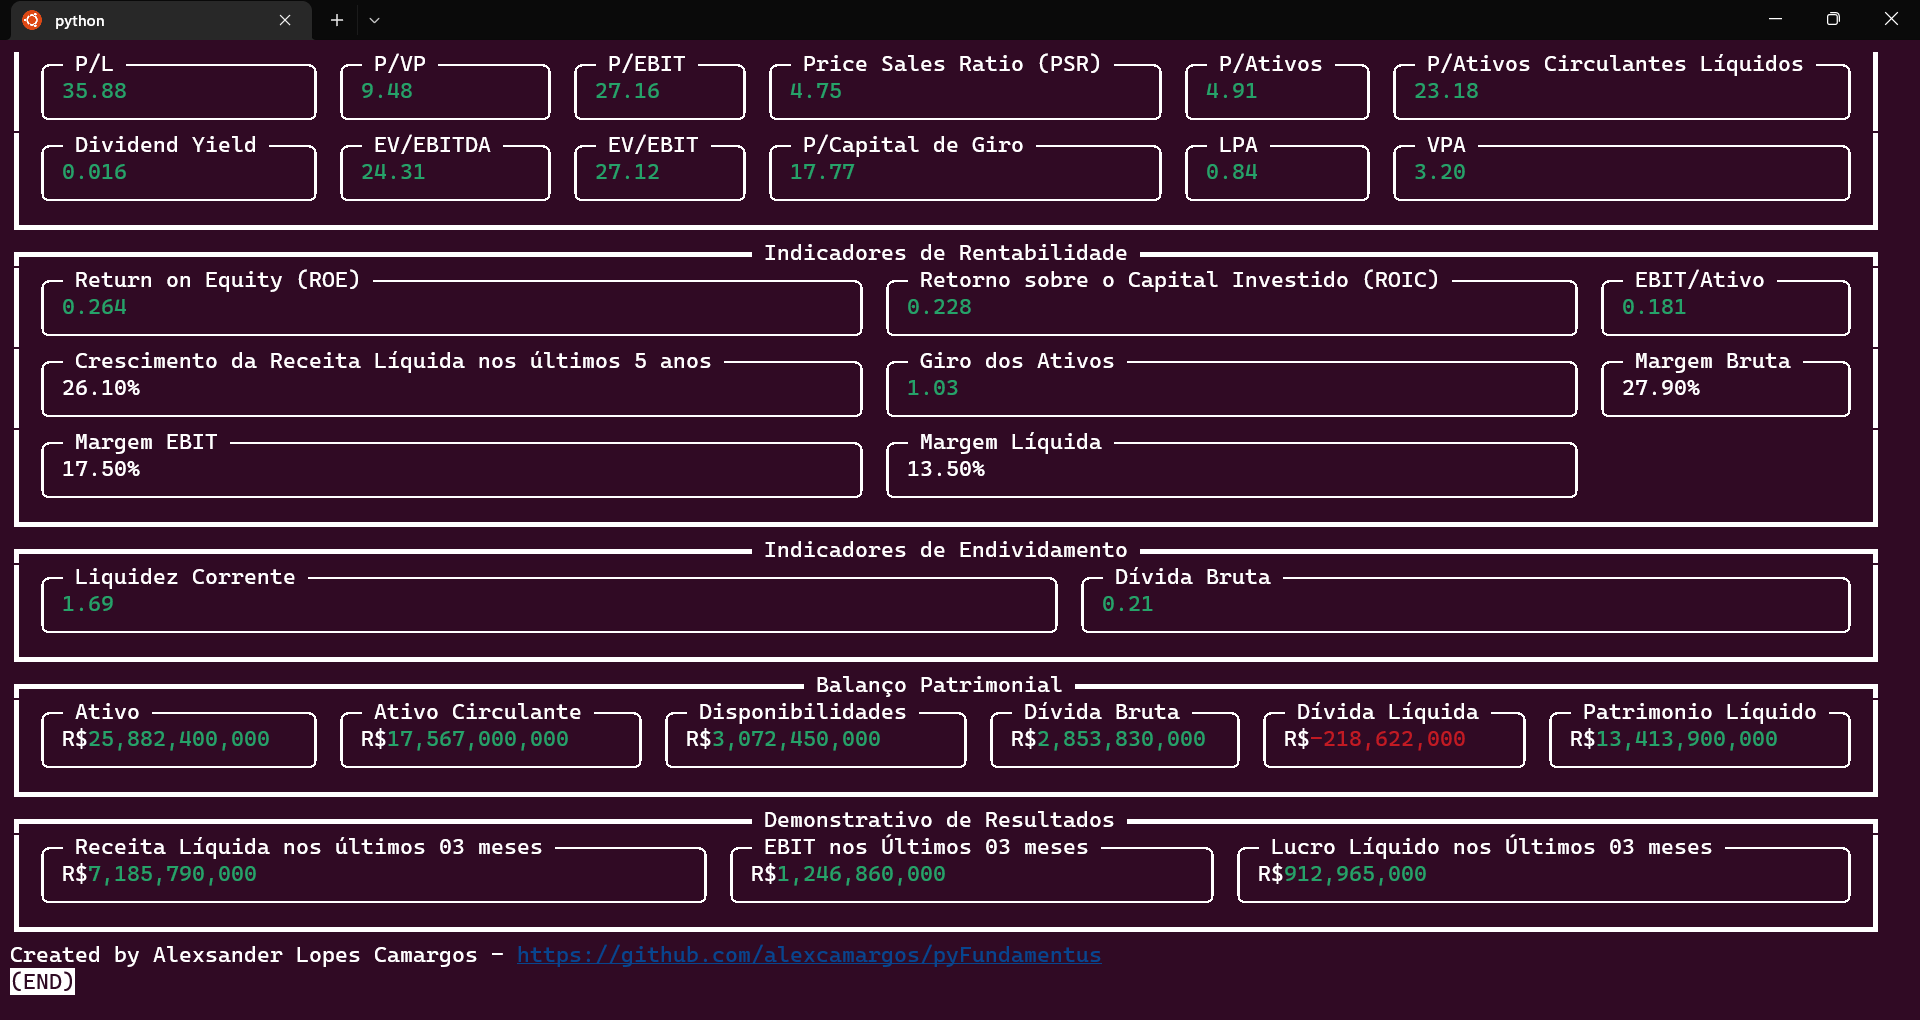 python
P/L P/VP P/EBIT Price Sales Ratio (PSR) P/Ativos P/Ativos Circulantes Líquidos
35.88 9.48 27.16 4.75 4.91 23.18
Dividend Yield EV/EBITDA EV/EBIT P/Capital de Giro LPA VPA
0.016 24.31 27.12 17.77 0.84 3.20
Indicadores de Rentabilidade
Return on Equity (ROE) Retorno sobre o Capital Investido (ROIC) EBIT/Ativo
0.264 0.228 0.181
Crescimento da Receita Líquida nos últimos 5 anos Giro dos Ativos Margem Bruta
26.10% 1.03 27.90%
Margem EBIT Margem Líquida
17.50% 13.50%
Indicadores de Endividamento
Liquidez Corrente Dívida Bruta
1.69 0.21
Balanço Patrimonial
Ativo Ativo Circulante Disponibilidades Dívida Bruta Dívida Líquida Patrimonio Líquido
R$25,882,400,000 R$17,567,000,000 R$3,072,450,000 R$2,853,830,000 R$-218,622,000 R$13,413,900,000
Demonstrativo de Resultados
Receita Líquida nos últimos 03 meses EBIT nos Últimos 03 meses Lucro Líquido nos Últimos 03 meses
R$7,185,790,000 R$1,246,860,000 R$912,965,000
Created by Alexsander Lopes Camargos - https://github.com/alexcamargos/pyFundamentus
(END)